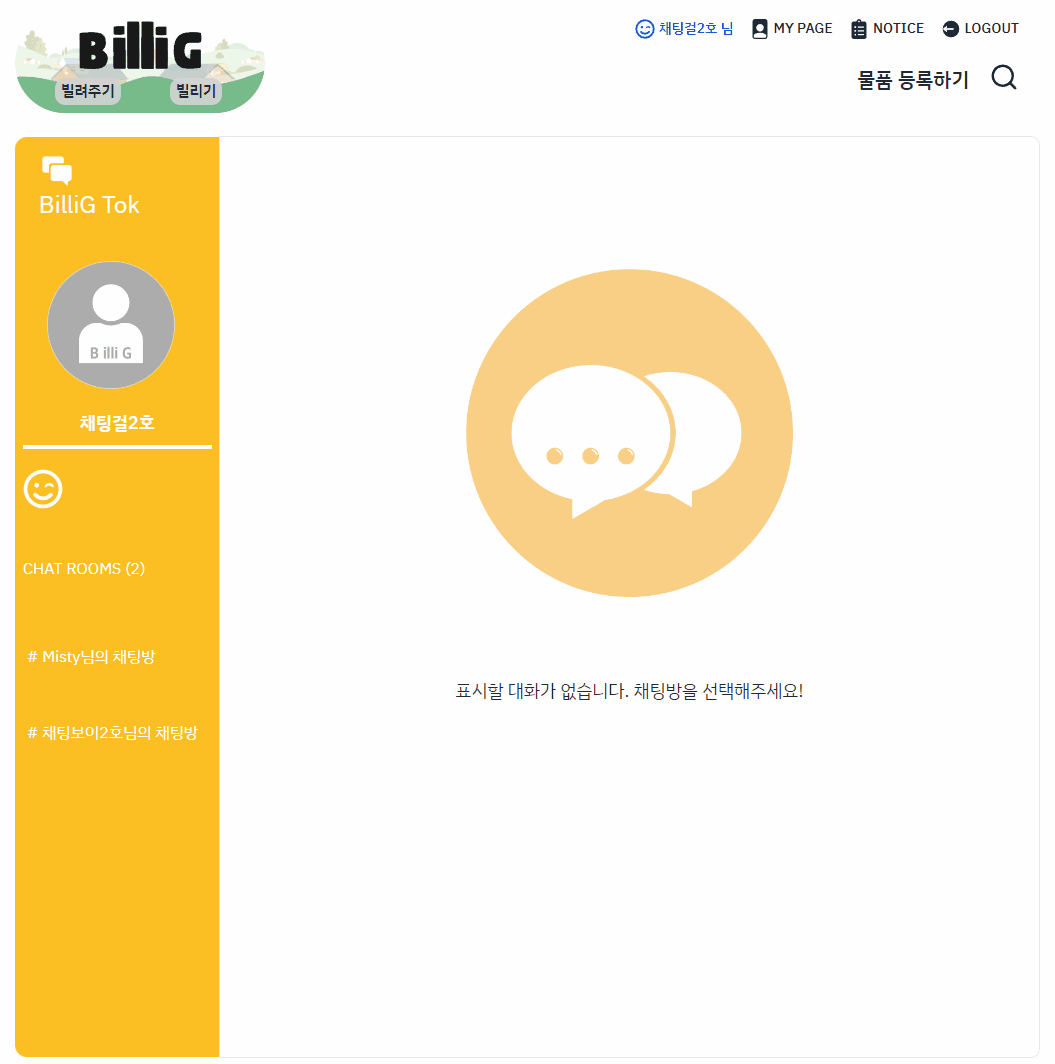 BilliG
빌려주기
빌리기
채팅걸2호 님
MY PAGE
NOTICE
LOGOUT
물품 등록하기
BilliG Tok
B illi G
채팅걸2호
CHAT ROOMS (2)
# Misty님의 채팅방
# 채팅보이2호님의 채팅방
표시할 대화가 없습니다. 채팅방을 선택해주세요!